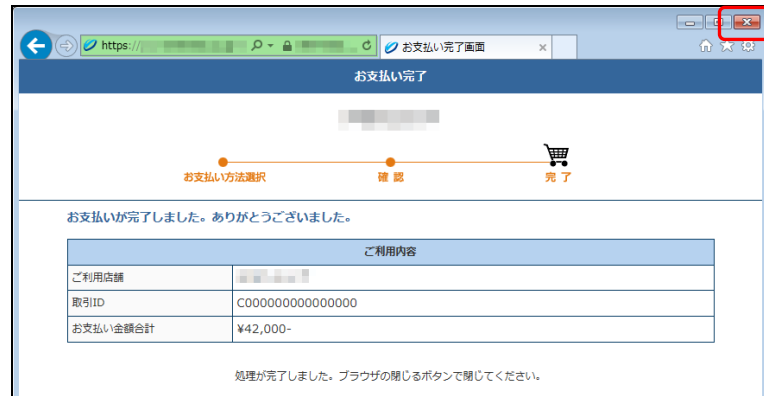 https://
お支払い完了画面
お支払い完了
お支払い方法選択
確 認
完 了
お支払いが完了しました。ありがとうございました。
ご利用内容
ご利用店舗
取引ID C000000000000000
お支払い金額合計 ¥42,000-
処理が完了しました。ブラウザの閉じるボタンで閉じてください。